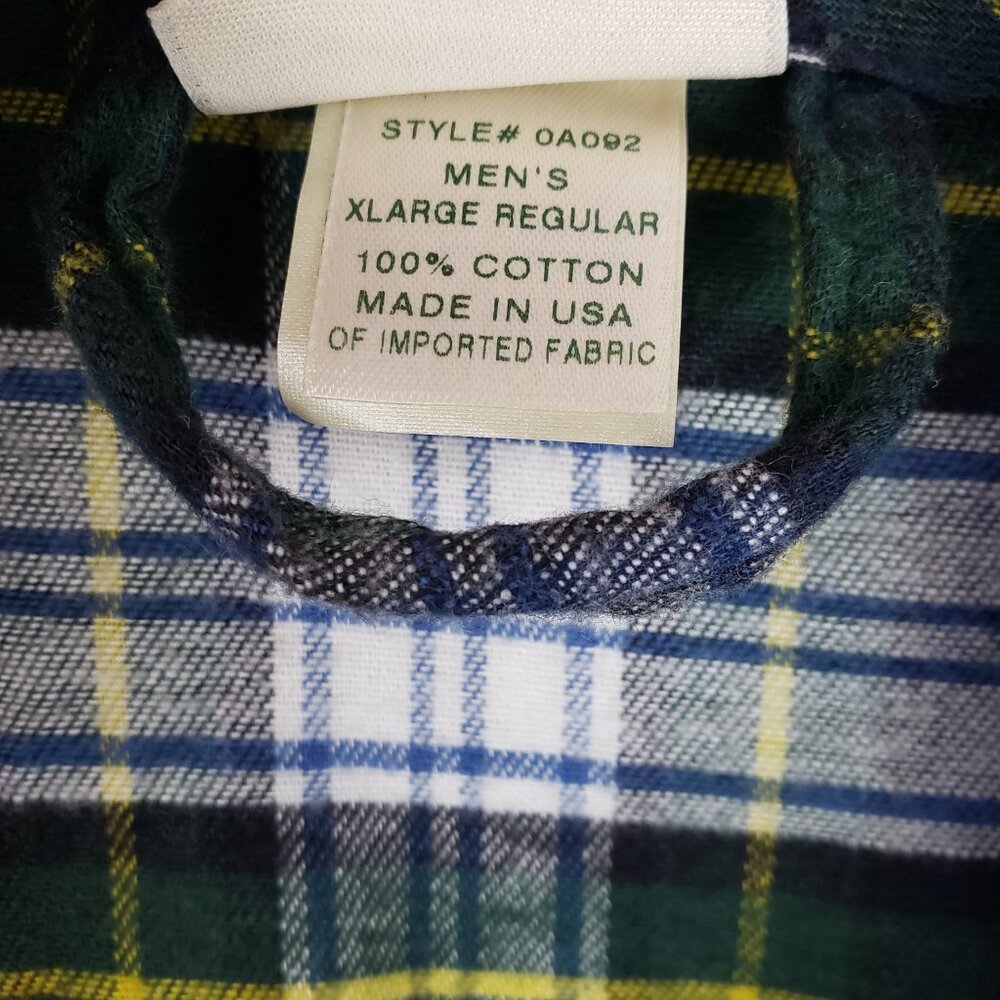 STYLE# 0A092
MEN'S
XLARGE REGULAR
100% COTTON
MADE IN USA
OF IMPORTED FABRIC